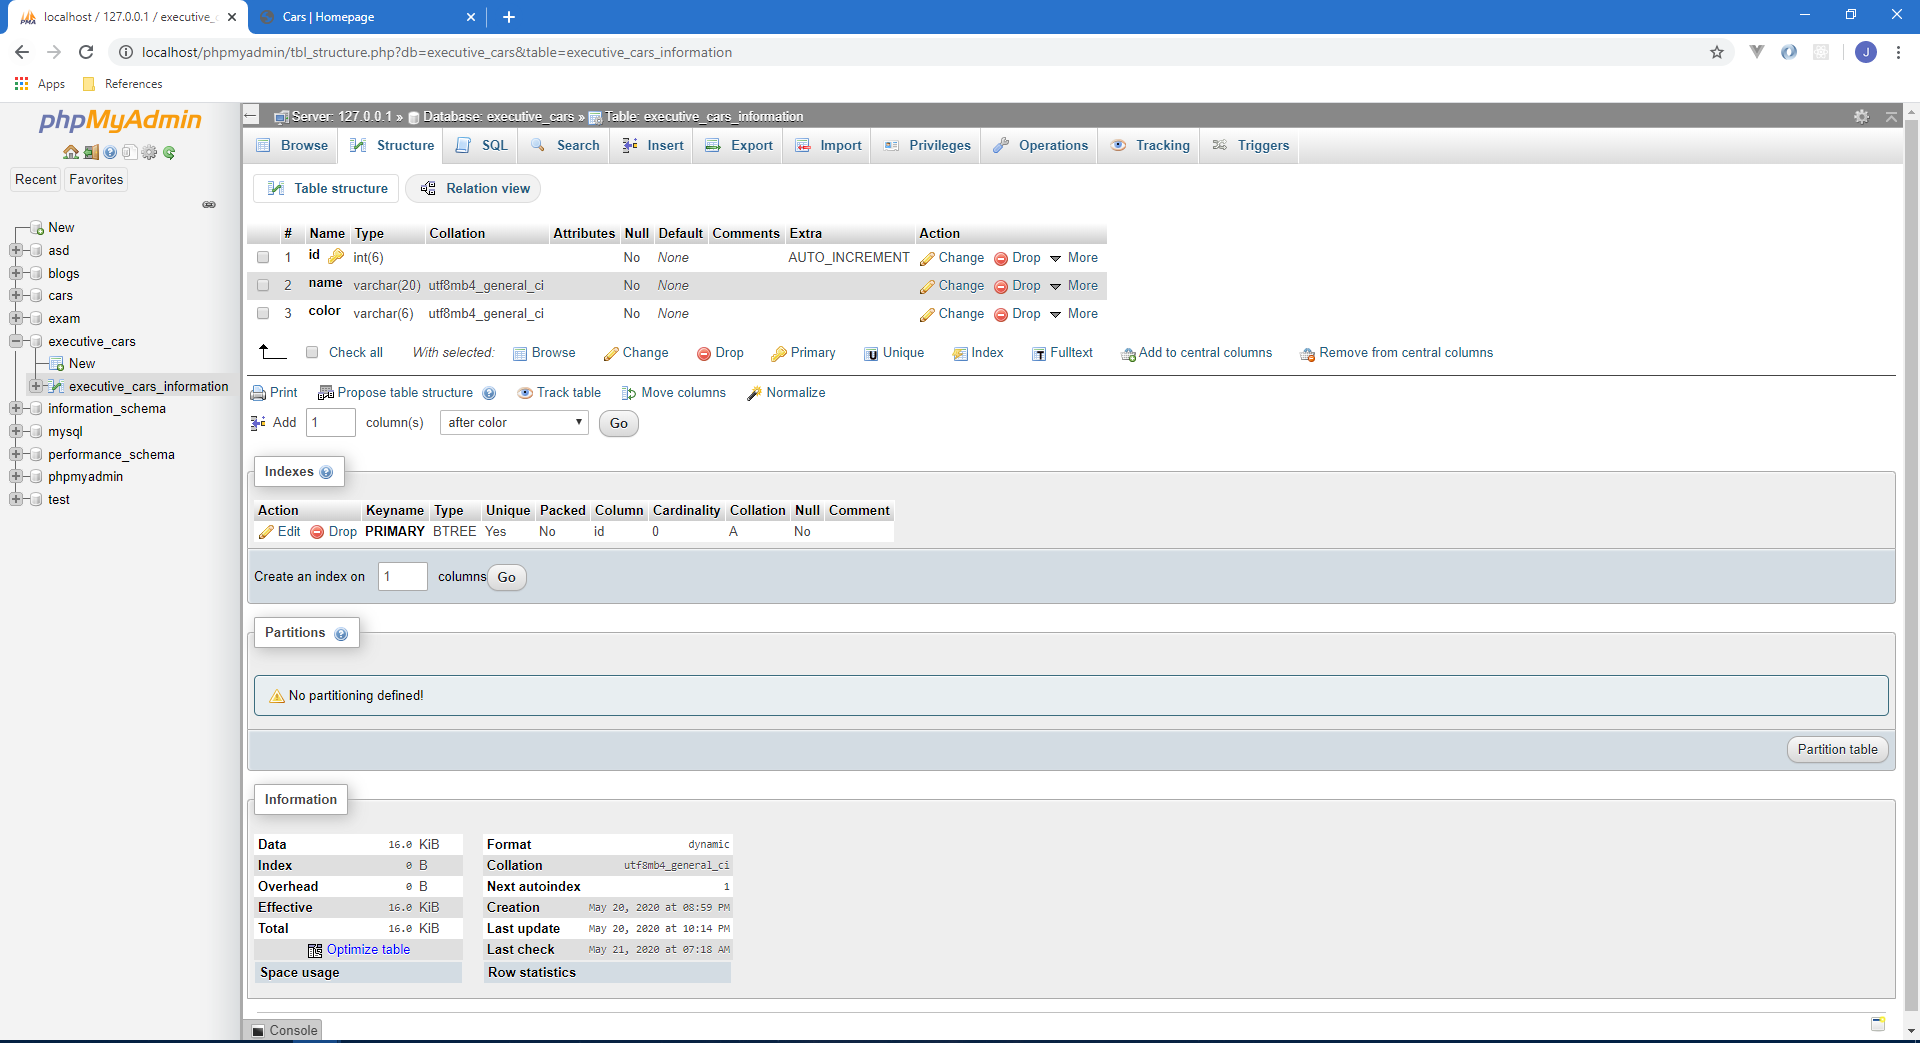 localhost / 127.0.0.1 / executive_
Cars | Homepage
localhost/phpmyadmin/tbl_structure.php?db=executive_cars&table=executive_cars_information
J
Apps
References
phpMyAdmin
Recent
Favorites
New
asd
blogs
cars
exam
executive_cars
New
executive_cars_information
information_schema
mysql
performance_schema
phpmyadmin
test
Server: 127.0.0.1 » Database: executive_cars » Table: executive_cars_information
Browse Structure SQL Search Insert Export Import Privileges Operations Tracking Triggers
Table structure Relation view
# Name Type Collation Attributes Null Default Comments Extra Action
1 id int(6) No None AUTO_INCREMENT Change Drop More
2 name varchar(20) utf8mb4_general_ci No None Change Drop More
3 color varchar(6) utf8mb4_general_ci No None Change Drop More
Check all With selected: Browse Change Drop Primary Unique Index Fulltext Add to central columns Remove from central columns
Print Propose table structure Track table Move columns Normalize
Add 1 column(s) after color Go
Indexes
Action Keyname Type Unique Packed Column Cardinality Collation Null Comment
Edit Drop PRIMARY BTREE Yes No id 0 A No
Create an index on 1 columns Go
Partitions
No partitioning defined!
Partition table
Information
Data 16.0 KiB
Index 0 B
Overhead 0 B
Effective 16.0 KiB
Total 16.0 KiB
Optimize table
Space usage
Format dynamic
Collation utf8mb4_general_ci
Next autoindex 1
Creation May 20, 2020 at 08:59 PM
Last update May 20, 2020 at 10:14 PM
Last check May 21, 2020 at 07:18 AM
Row statistics
Console